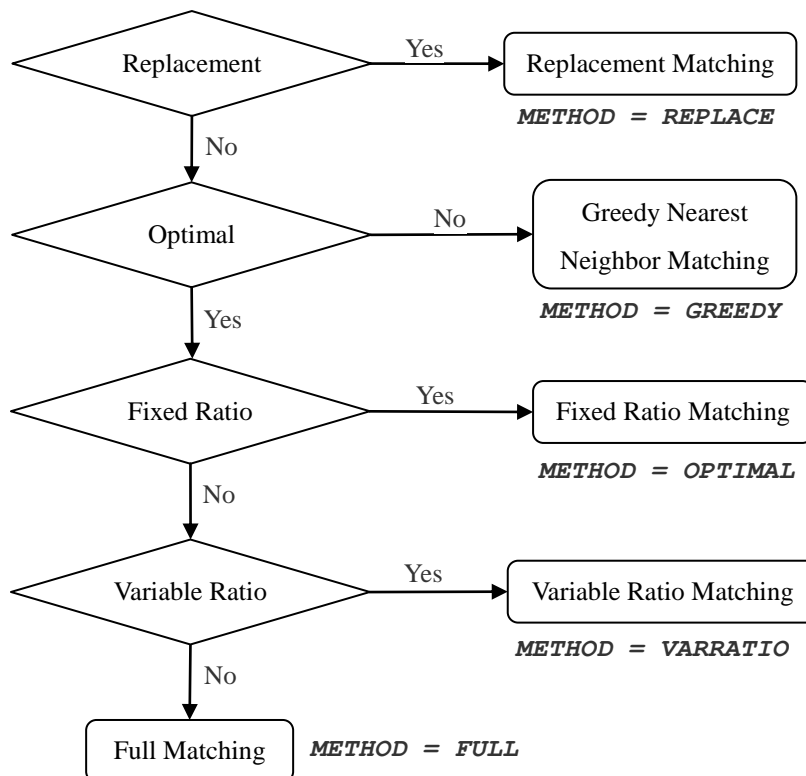 Replacement
Yes
Replacement Matching
METHOD = REPLACE
No
Optimal
No
Greedy Nearest
Neighbor Matching
METHOD = GREEDY
Yes
Fixed Ratio
Yes
Fixed Ratio Matching
METHOD = OPTIMAL
No
Variable Ratio
Yes
Variable Ratio Matching
METHOD = VARRATIO
No
Full Matching
METHOD = FULL